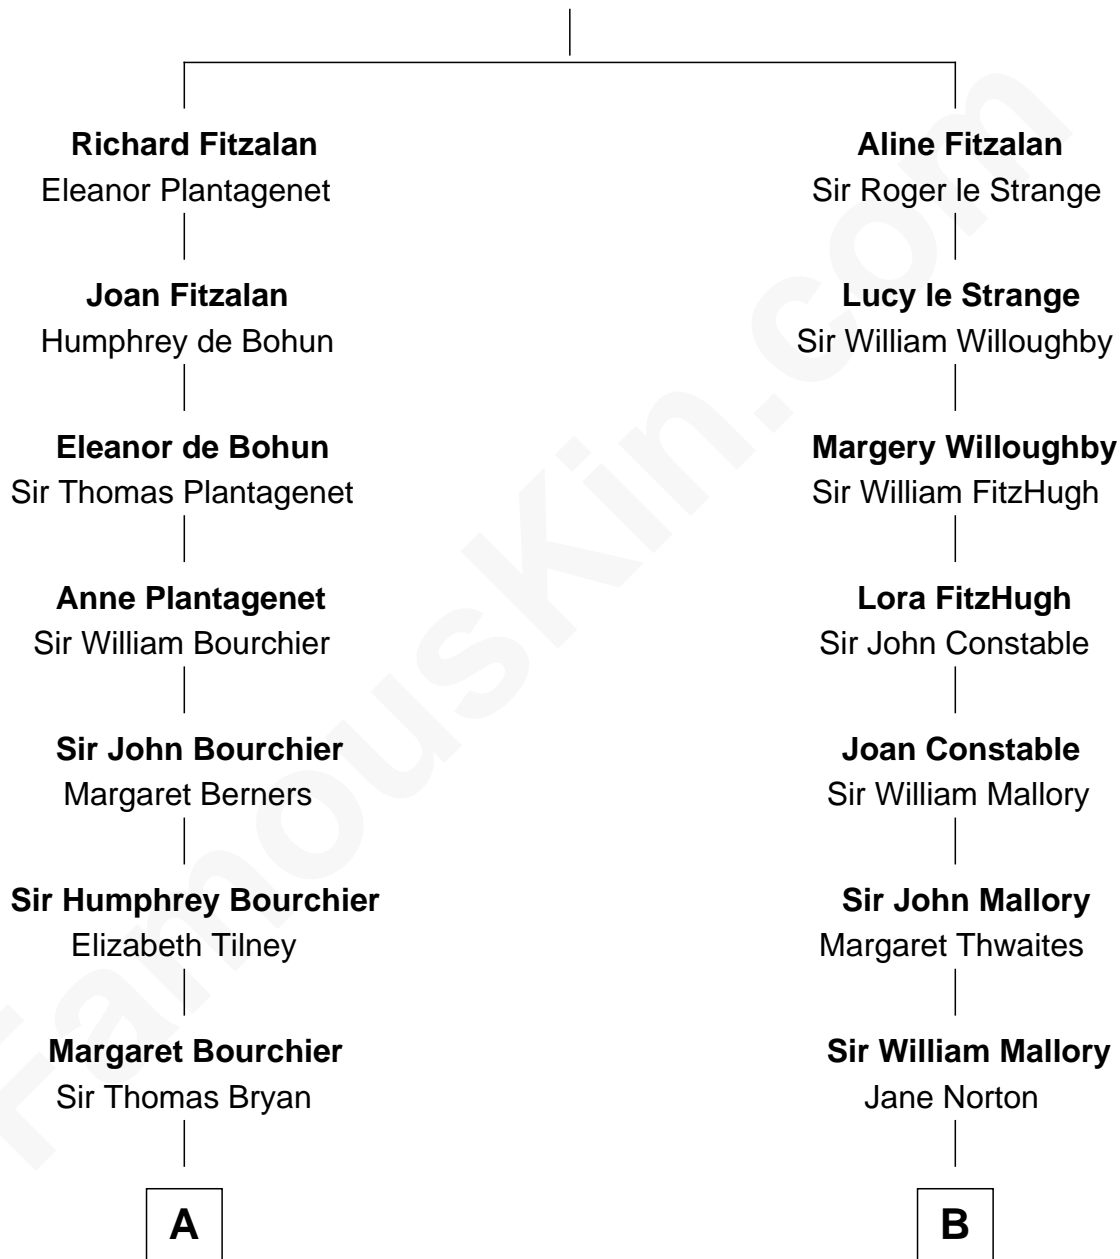 Richard Fitzalan
Eleanor Plantagenet
Joan Fitzalan
Humphrey de Bohun
Eleanor de Bohun
Sir Thomas Plantagenet
Anne Plantagenet
Sir William Bourchier
Sir John Bourchier
Margaret Berners
Sir Humphrey Bourchier
Elizabeth Tilney
Margaret Bourchier
Sir Thomas Bryan
A
Aline Fitzalan
Sir Roger le Strange
Lucy le Strange
Sir William Willoughby
Margery Willoughby
Sir William FitzHugh
Lora FitzHugh
Sir John Constable
Joan Constable
Sir William Mallory
Sir John Mallory
Margaret Thwaites
Sir William Mallory
Jane Norton
B
FamousKin.com